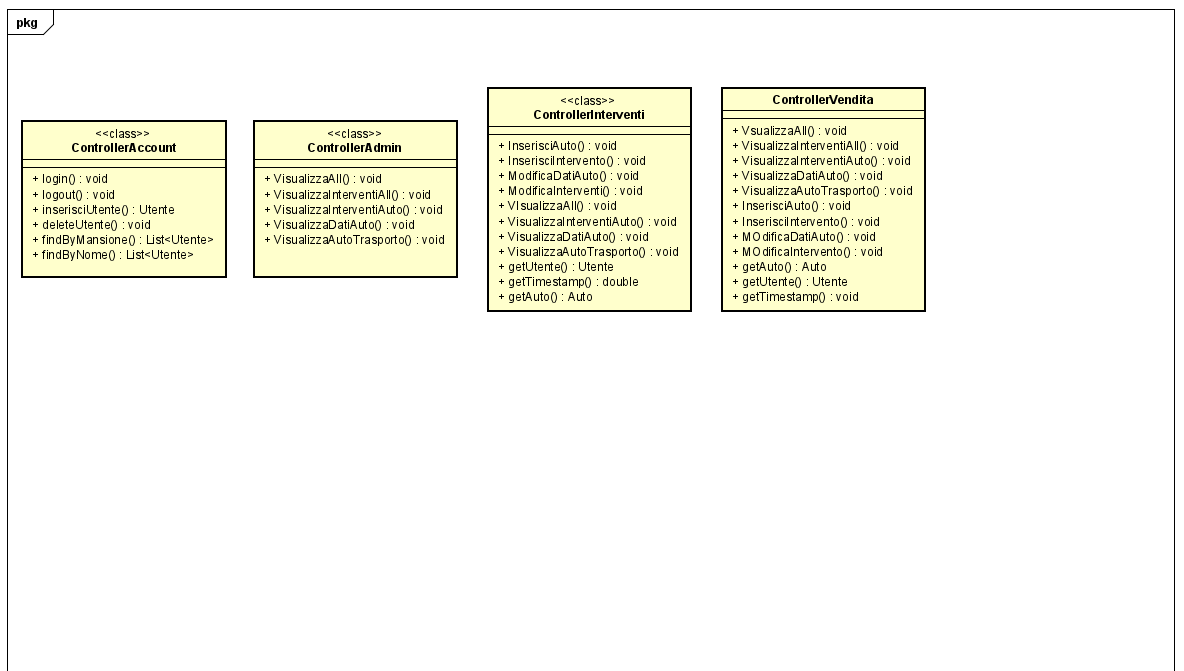 pkg
<<class>>
ControllerAccount
+ login() : void
+ logout() : void
+ inserisciUtente() : Utente
+ deleteUtente() : void
+ findByMansione() : List<Utente>
+ findByNome() : List<Utente>
<<class>>
ControllerAdmin
+ VisualizzaAll() : void
+ VisualizzaInterventiAll() : void
+ VisualizzaInterventiAuto() : void
+ VisualizzaDatiAuto() : void
+ VisualizzaAutoTrasporto() : void
<<class>>
ControllerInterventi
+ InserisciAuto() : void
+ InserisciIntervento() : void
+ ModificaDatiAuto() : void
+ ModificaInterventi() : void
+ VIsualizzaAll() : void
+ VisualizzaInterventiAuto() : void
+ VisualizzaDatiAuto() : void
+ VisualizzaAutoTrasporto() : void
+ getUtente() : Utente
+ getTimestamp() : double
+ getAuto() : Auto
ControllerVendita
+ VsualizzaAll() : void
+ VisualizzaInterventiAll() : void
+ VisualizzaInterventiAuto() : void
+ VisualizzaDatiAuto() : void
+ VisualizzaAutoTrasporto() : void
+ InserisciAuto() : void
+ InserisciIntervento() : void
+ MOdificaDatiAuto() : void
+ MOdificaIntervento() : void
+ getAuto() : Auto
+ getUtente() : Utente
+ getTimestamp() : void